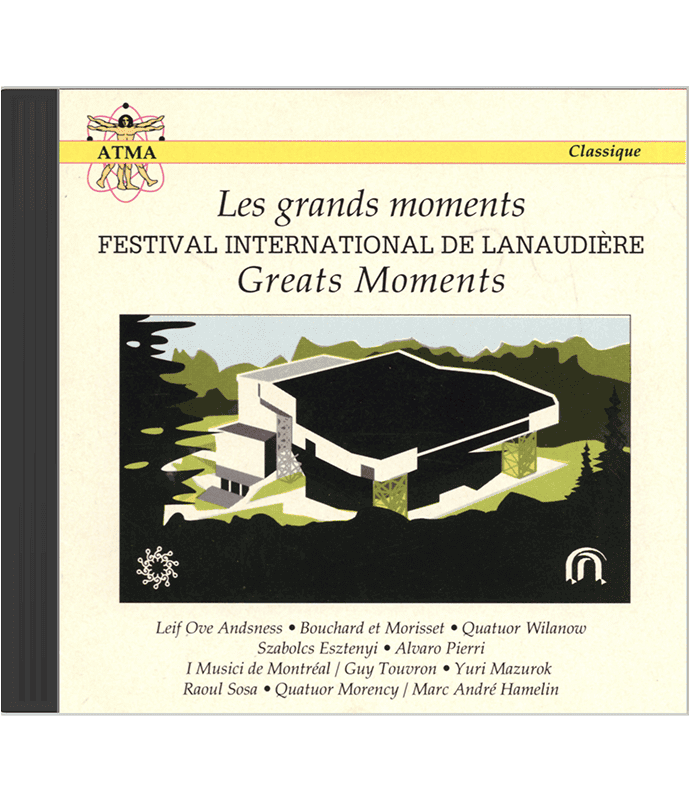 ATMA
Classique
Les grands moments
FESTIVAL INTERNATIONAL DE LANAUDIÈRE
Greats Moments
Leif Ove Andsness • Bouchard et Morisset • Quatuor Wilanow
Szabolcs Esztenyi • Alvaro Pierri
I Musici de Montréal / Guy Touvron • Yuri Mazurok
Raoul Sosa • Quatuor Morency / Marc André Hamelin